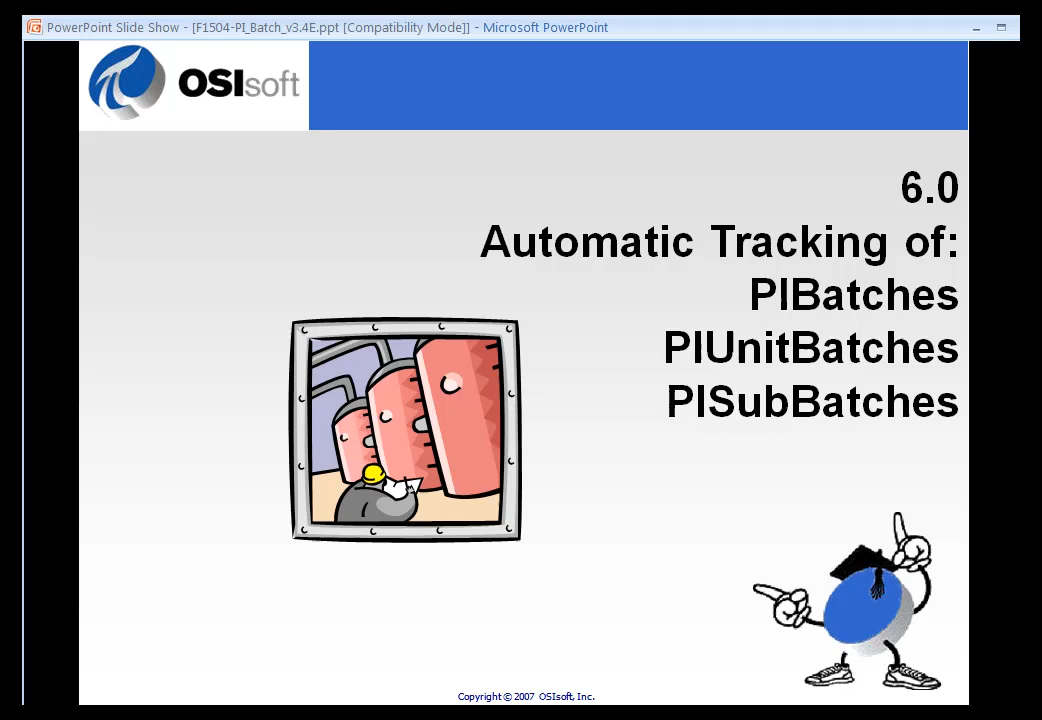 PowerPoint Slide Show - [F1504-PI_Batch_v3.4E.ppt [Compatibility Mode]] - Microsoft PowerPoint
OSIsoft
6.0
Automatic Tracking of:
PIBatches
PIUnitBatches
PISubBatches
Copyright © 2007 OSIsoft, Inc.